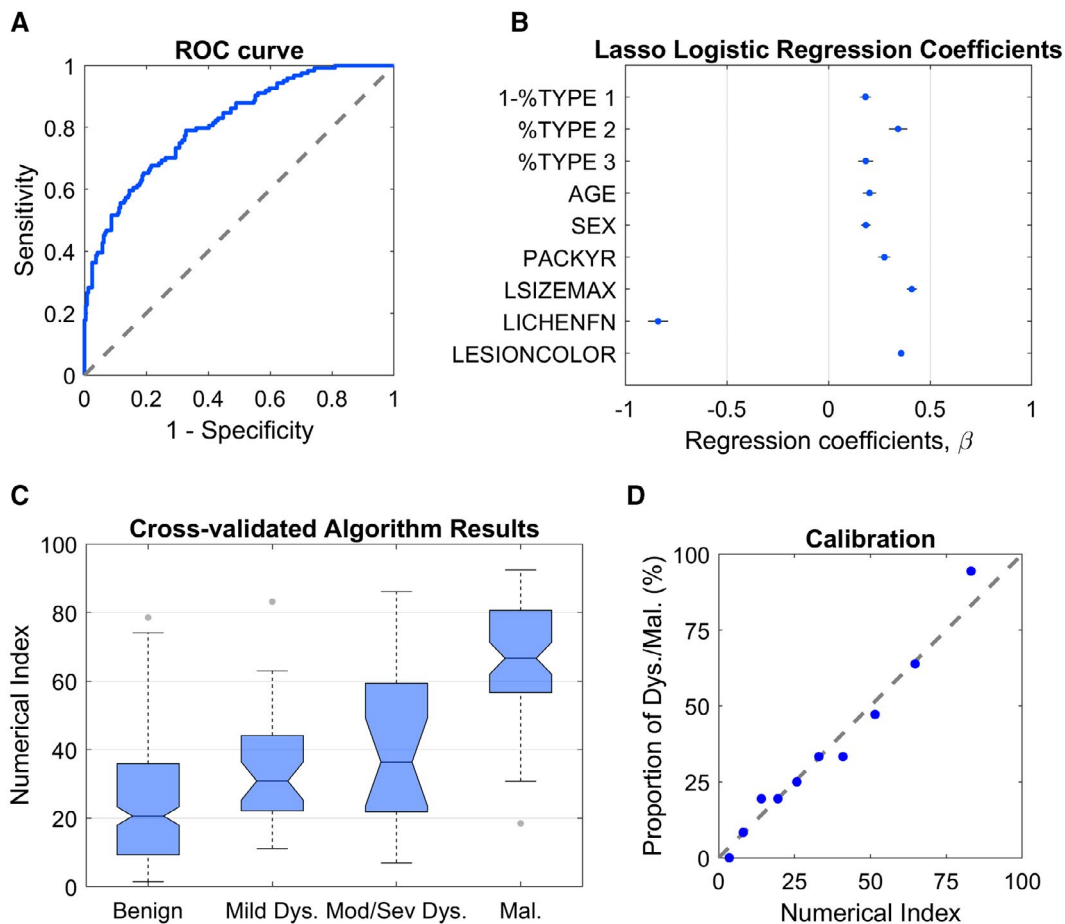 A
ROC curve
1
0.8
0.6
0.4
0.2
0
0
0.2
0.4
0.6
0.8
1
Sensitivity
1 - Specificity
B
Lasso Logistic Regression Coefficients
1-%TYPE 1
%TYPE 2
%TYPE 3
AGE
SEX
PACKYR
LSIZEMAX
LICHENFN
LESIONCOLOR
-1
-0.5
0
0.5
1
Regression coefficients, β
C
Cross-validated Algorithm Results
100
80
60
40
20
0
Numerical Index
Benign
Mild Dys.
Mod/Sev Dys.
Mal.
D
Calibration
100
75
50
25
0
0
25
50
75
100
Proportion of Dys./Mal. (%)
Numerical Index